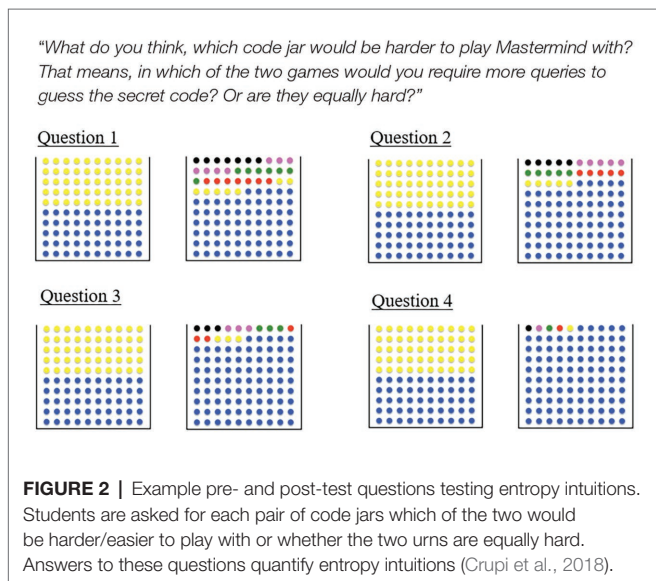 “What do you think, which code jar would be harder to play Mastermind with?
That means, in which of the two games would you require more queries to
guess the secret code? Or are they equally hard?”
Question 1
Question 2
Question 3
Question 4
FIGURE 2 | Example pre- and post-test questions testing entropy intuitions.
Students are asked for each pair of code jars which of the two would
be harder/easier to play with or whether the two urns are equally hard.
Answers to these questions quantify entropy intuitions (Crupi et al., 2018).